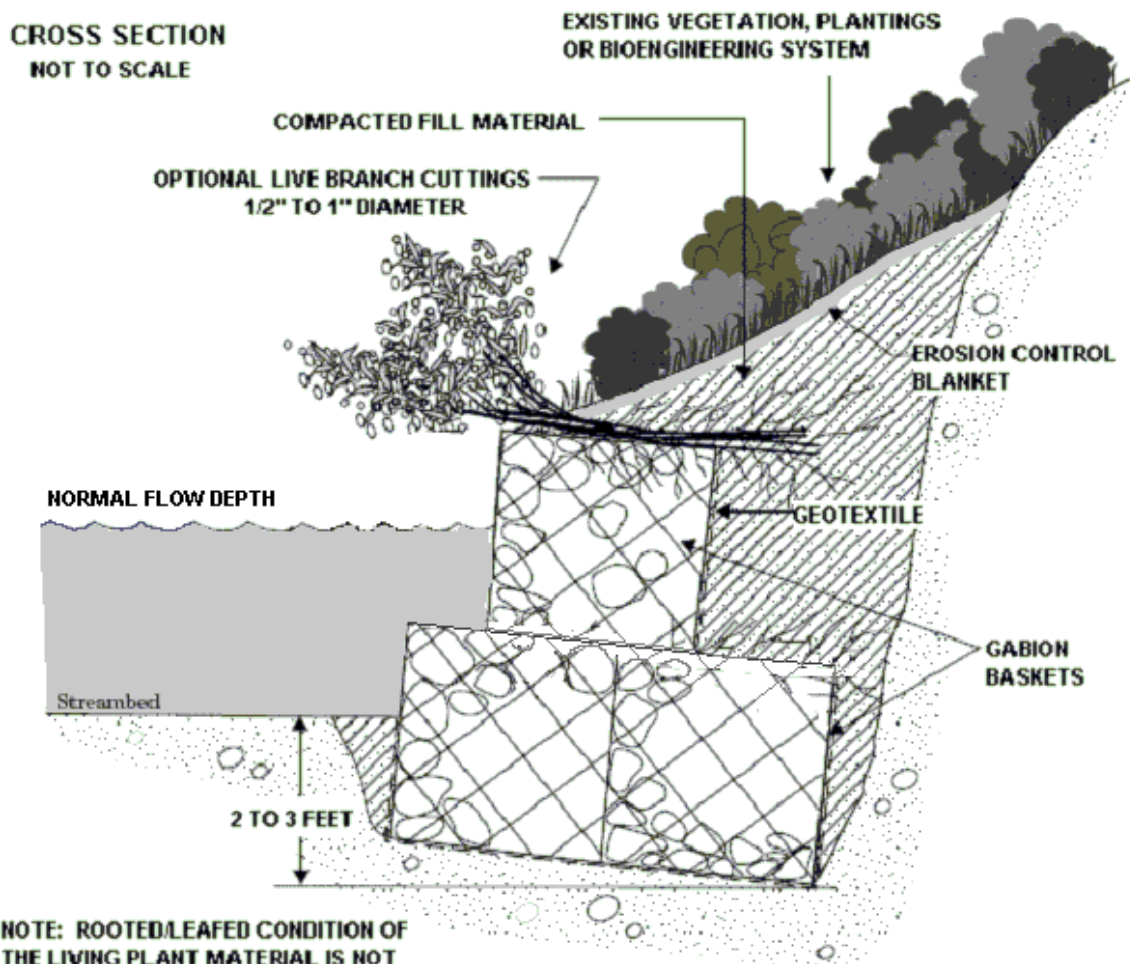 CROSS SECTION
NOT TO SCALE
EXISTING VEGETATION, PLANTINGS
OR BIOENGINEERING SYSTEM
COMPACTED FILL MATERIAL
OPTIONAL LIVE BRANCH CUTTINGS
1/2" TO 1" DIAMETER
EROSION CONTROL
BLANKET
NORMAL FLOW DEPTH
GEOTEXTILE
GABION
BASKETS
Streambed
2 TO 3 FEET
NOTE: ROOTED/LEAFED CONDITION OF
THE LIVING PLANT MATERIAL IS NOT